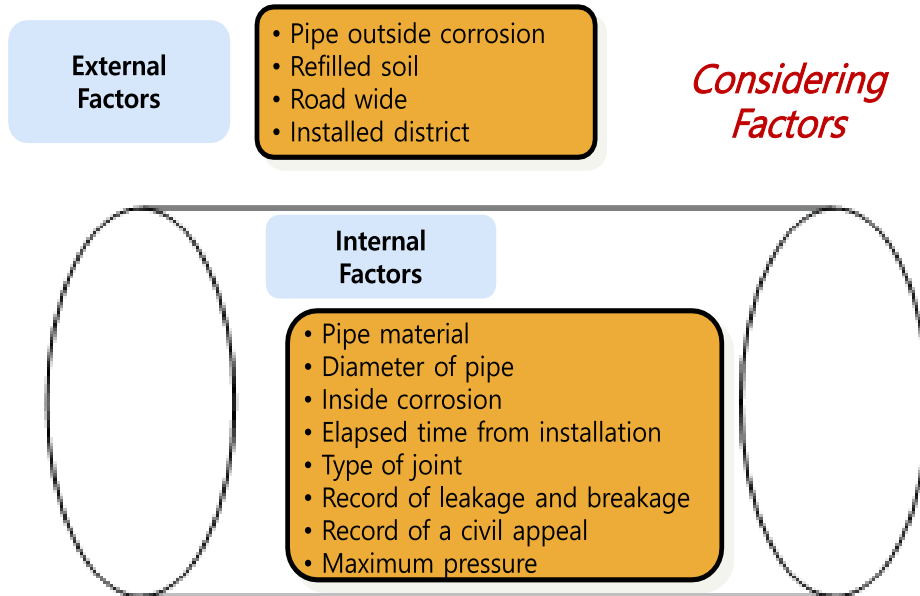 External
Factors
• Pipe outside corrosion
• Refilled soil
• Road wide
• Installed district
Considering
Factors
Internal
Factors
• Pipe material
• Diameter of pipe
• Inside corrosion
• Elapsed time from installation
• Type of joint
• Record of leakage and breakage
• Record of a civil appeal
• Maximum pressure